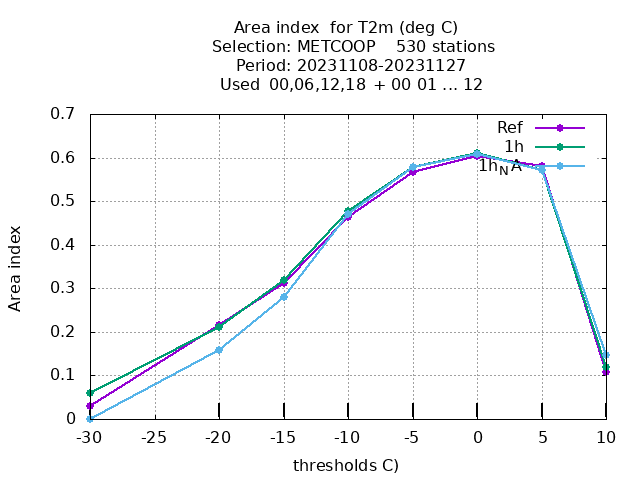 Area index  for T2m (deg C)
Selection: METCOOP    530 stations
Period: 20231108-20231127
Used  00,06,12,18  + 00 01 ... 12
0.7
0.6
0.5
0.4
0.3
0.2
0.1
0
Area index
Ref
1h
1h_NA
-30
-25
-20
-15
-10
-5
0
5
10
thresholds C)